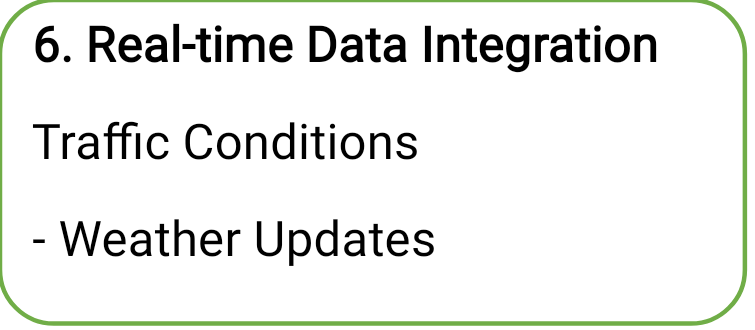 6. Real-time Data Integration
Traffic Conditions
- Weather Updates